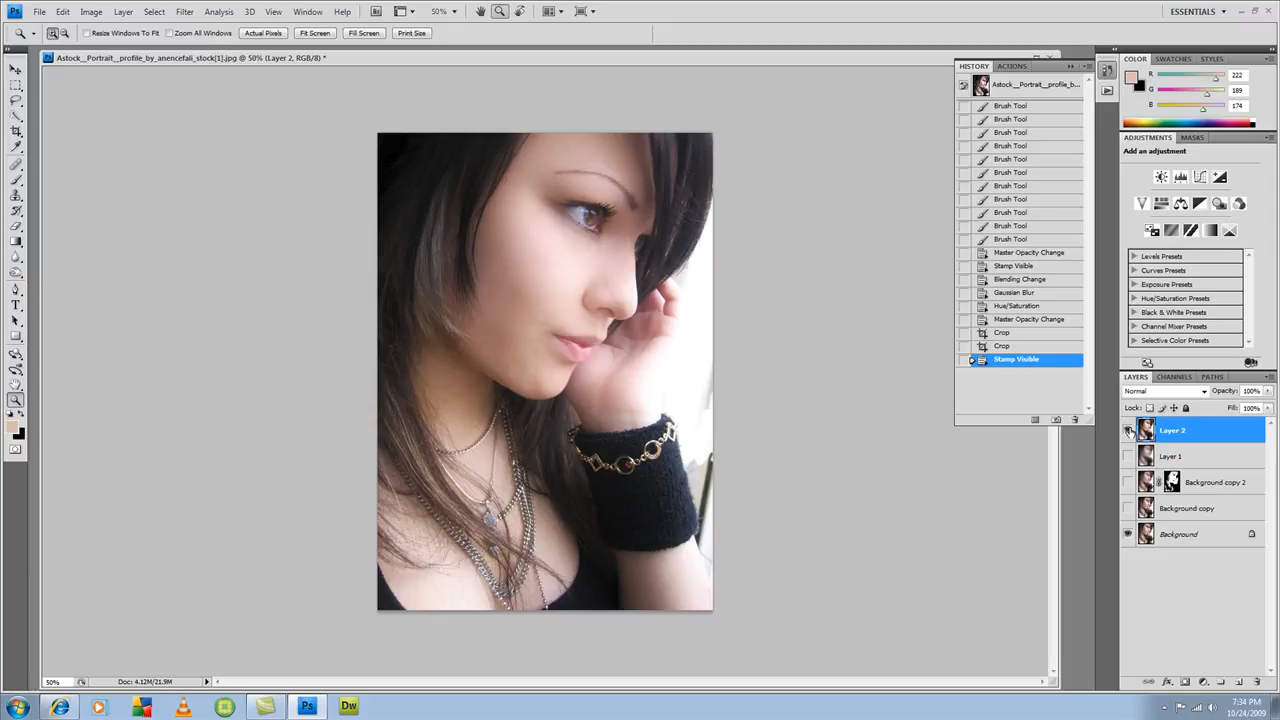 Ps File Edit Image Layer Select Filter Analysis 3D View Window Help 50% ESSENTIALS
Resize Windows To Fit Zoom All Windows Actual Pixels Fit Screen Fill Screen Print Size
Ps Astock__Portrait__profile_by_anencefali_stock[1].jpg @ 50% (Layer 2, RGB/8) *
HISTORY ACTIONS
Astock__Portrait__profile_b...
Brush Tool
Brush Tool
Brush Tool
Brush Tool
Brush Tool
Brush Tool
Brush Tool
Brush Tool
Brush Tool
Brush Tool
Brush Tool
Master Opacity Change
Stamp Visible
Blending Change
Gaussian Blur
Hue/Saturation
Master Opacity Change
Crop
Crop
Stamp Visible
COLOR SWATCHES STYLES
R 222
G 189
B 174
ADJUSTMENTS MASKS
Add an adjustment
Levels Presets
Curves Presets
Exposure Presets
Hue/Saturation Presets
Black & White Presets
Channel Mixer Presets
Selective Color Presets
LAYERS CHANNELS PATHS
Normal Opacity: 100%
Lock: Fill: 100%
Layer 2
Layer 1
Background copy 2
Background copy
Background
50% Doc: 4.12M/21.9M
Ps Dw
7:34 PM
10/24/2009